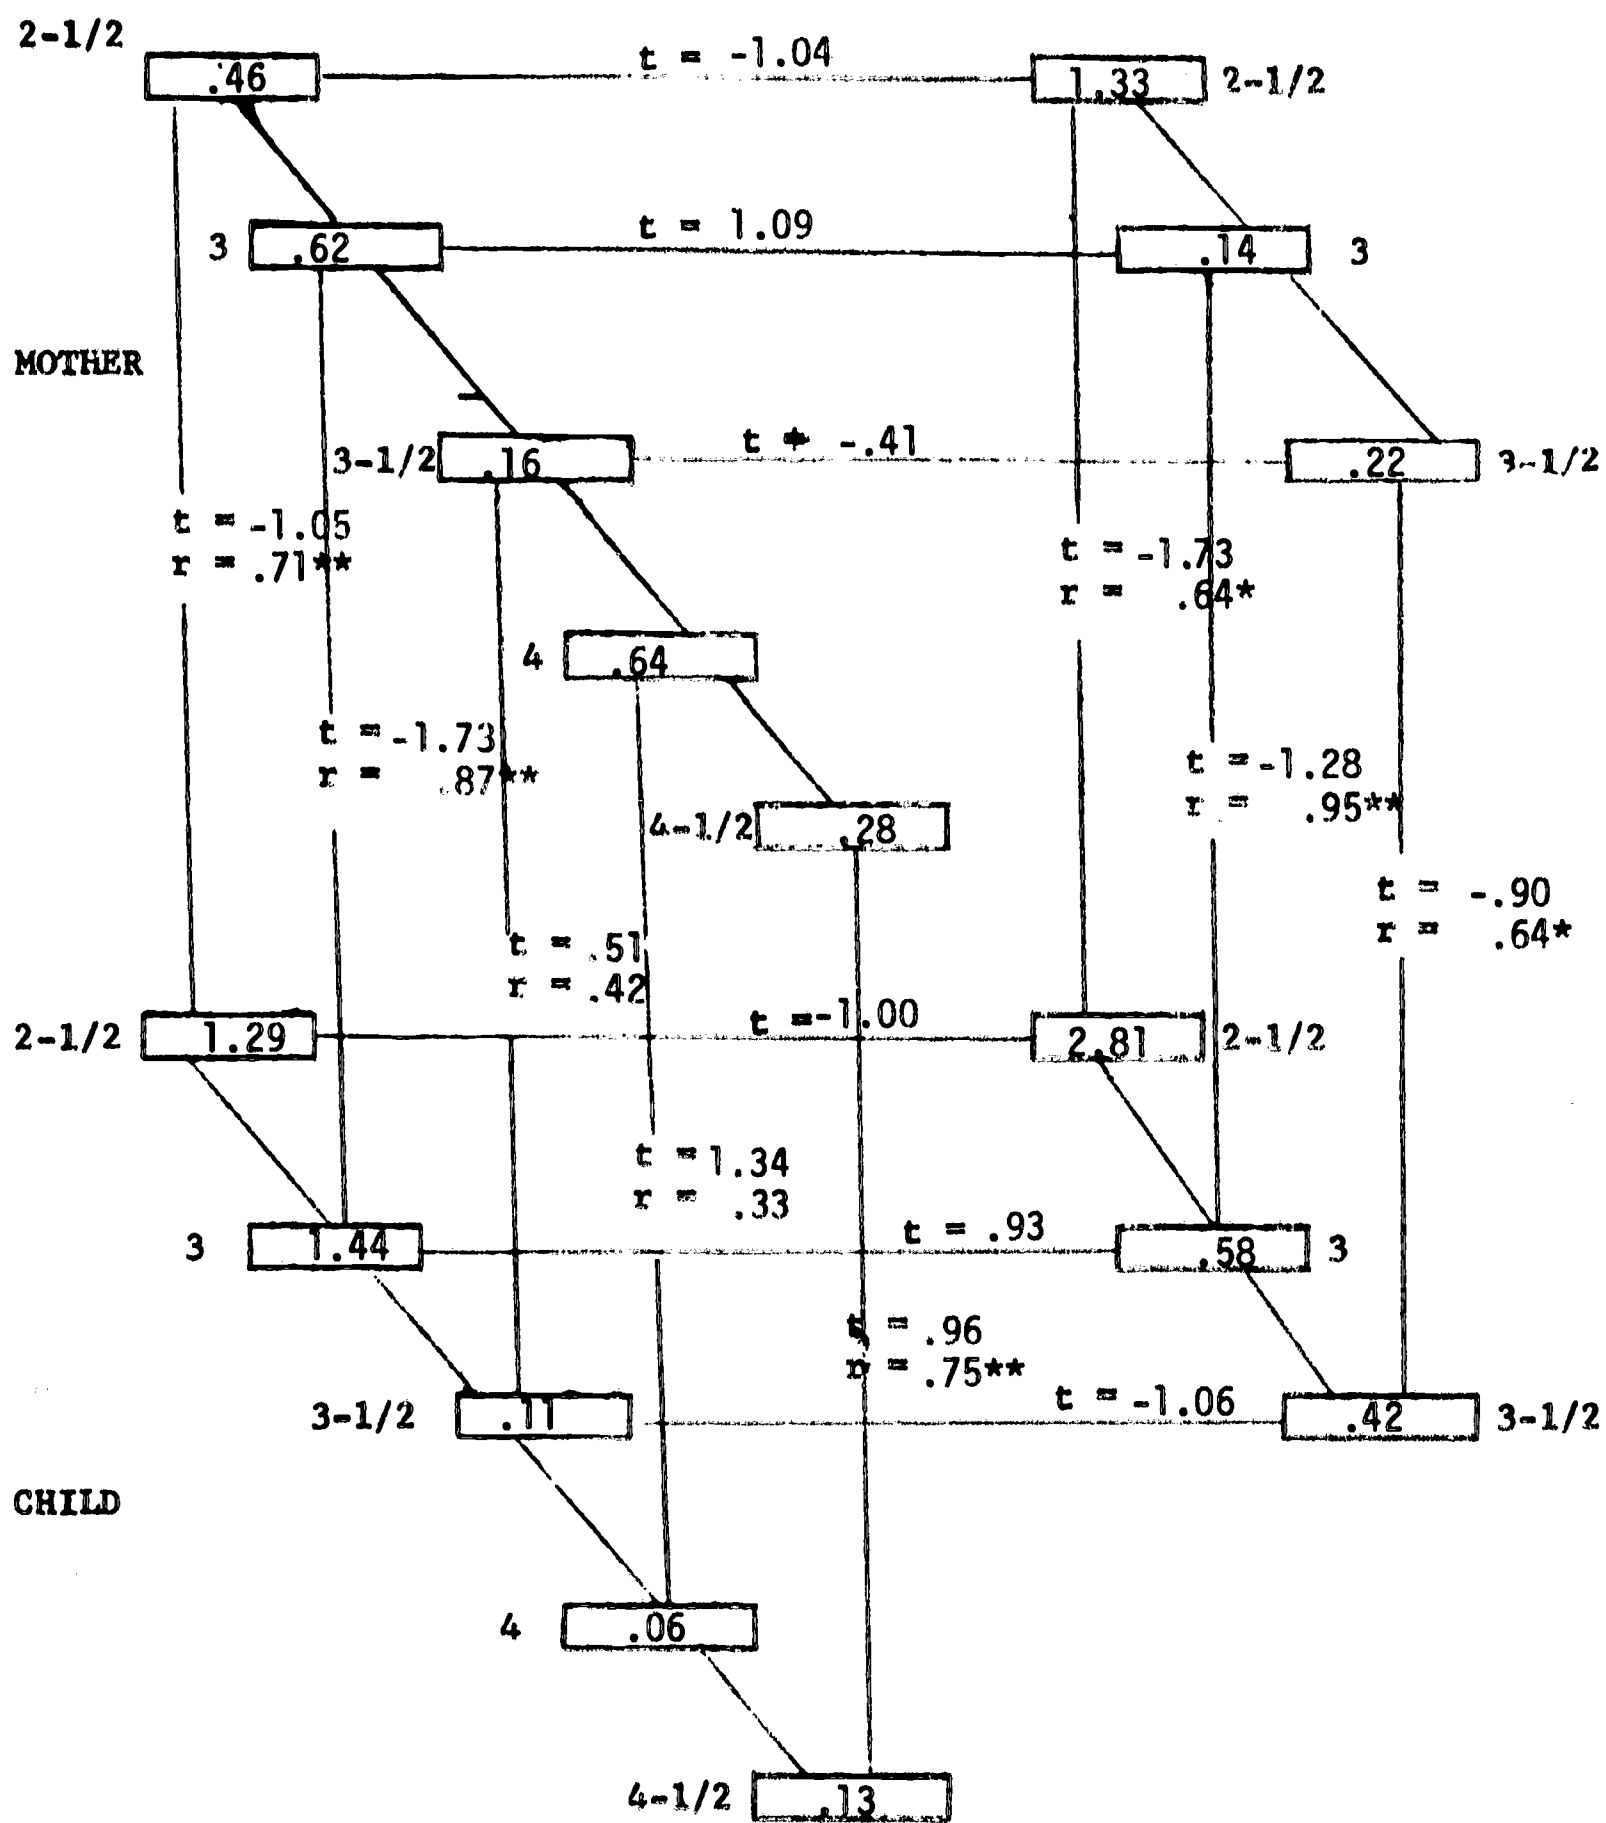 2-1/2
.46
t = -1.04
1.33
2-1/2
3
.62
t = 1.09
.14
3
MOTHER
3-1/2
.16
t = -.41
.22
3-1/2
t = -1.05
r = .71**
t = -1.73
r = .64*
4
.64
t = -1.73
r = .87**
t = -1.28
r = .95**
4-1/2
.28
t = -.90
r = .64*
t = .51
r = .42
2-1/2
1.29
t = -1.00
2.81
2-1/2
t = 1.34
r = .33
3
1.44
t = .93
.58
3
t = .96
r = .75**
3-1/2
.11
t = -1.06
.42
3-1/2
CHILD
4
.06
4-1/2
.13